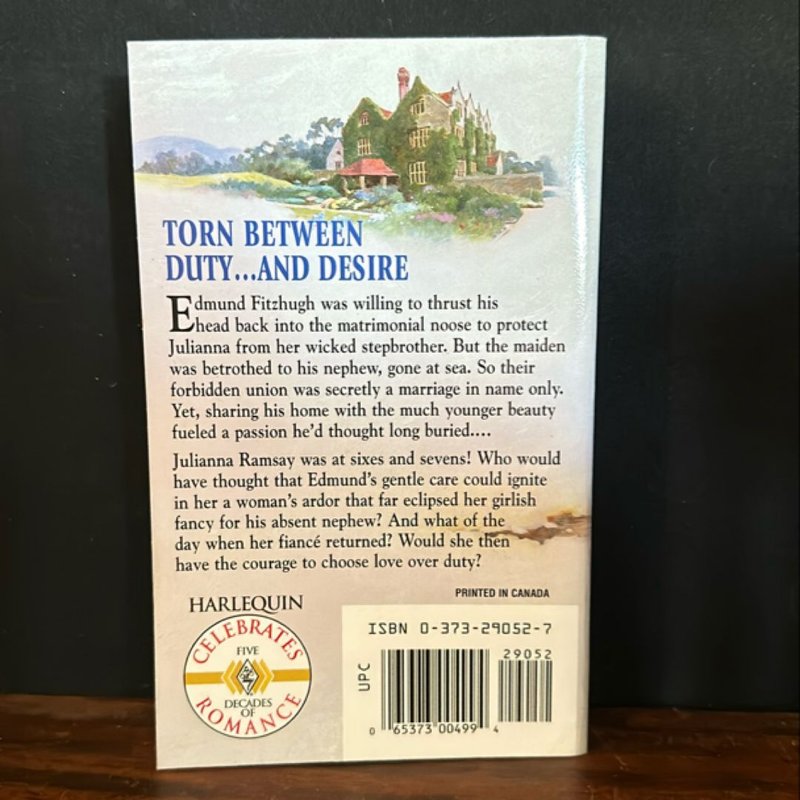 TORN BETWEEN
DUTY...AND DESIRE
Edmund Fitzhugh was willing to thrust his
head back into the matrimonial noose to protect
Julianna from her wicked stepbrother. But the maiden
was betrothed to his nephew, gone at sea. So their
forbidden union was secretly a marriage in name only.
Yet, sharing his home with the much younger beauty
fueled a passion he'd thought long buried....
Julianna Ramsay was at sixes and sevens! Who would
have thought that Edmund's gentle care could ignite
in her a woman's ardor that far eclipsed her girlish
fancy for his absent nephew? And what of the
day when her fiancé returned? Would she then
have the courage to choose love over duty?
PRINTED IN CANADA
HARLEQUIN
CELEBRATES
FIVE
DECADES
OF
ROMANCE
ISBN 0-373-29052-7
29052
UPC
0 65373 00499 4